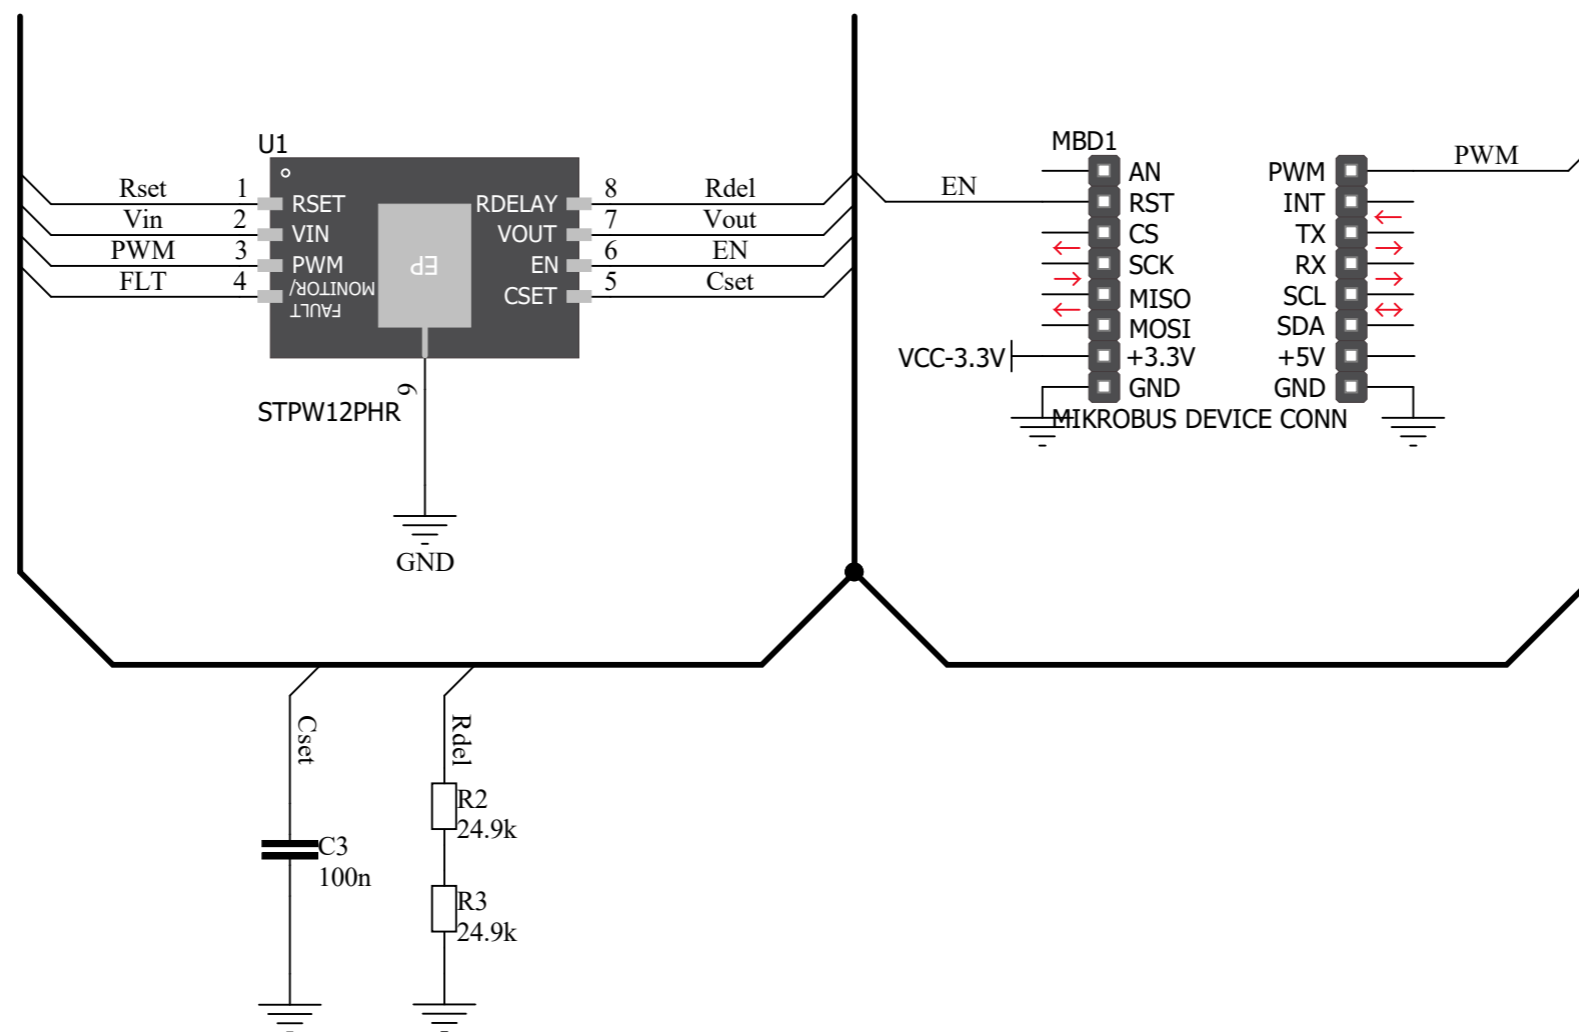 U1
Rset 1 RSET RDELAY 8 Rdel
Vin 2 VIN VOUT 7 Vout
PWM 3 PWM EN 6 EN
FLT 4 FAULT MONITOR/ CSET 5 Cset
EP
6
STPW12PHR
GND
MBD1
EN
PWM
AN PWM
RST INT
CS TX
SCK RX
MISO SCL
MOSI SDA
VCC-3.3V +3.3V +5V
GND GND
MIKROBUS DEVICE CONN
Cset
Rdel
C3
100n
R2
24.9k
R3
24.9k